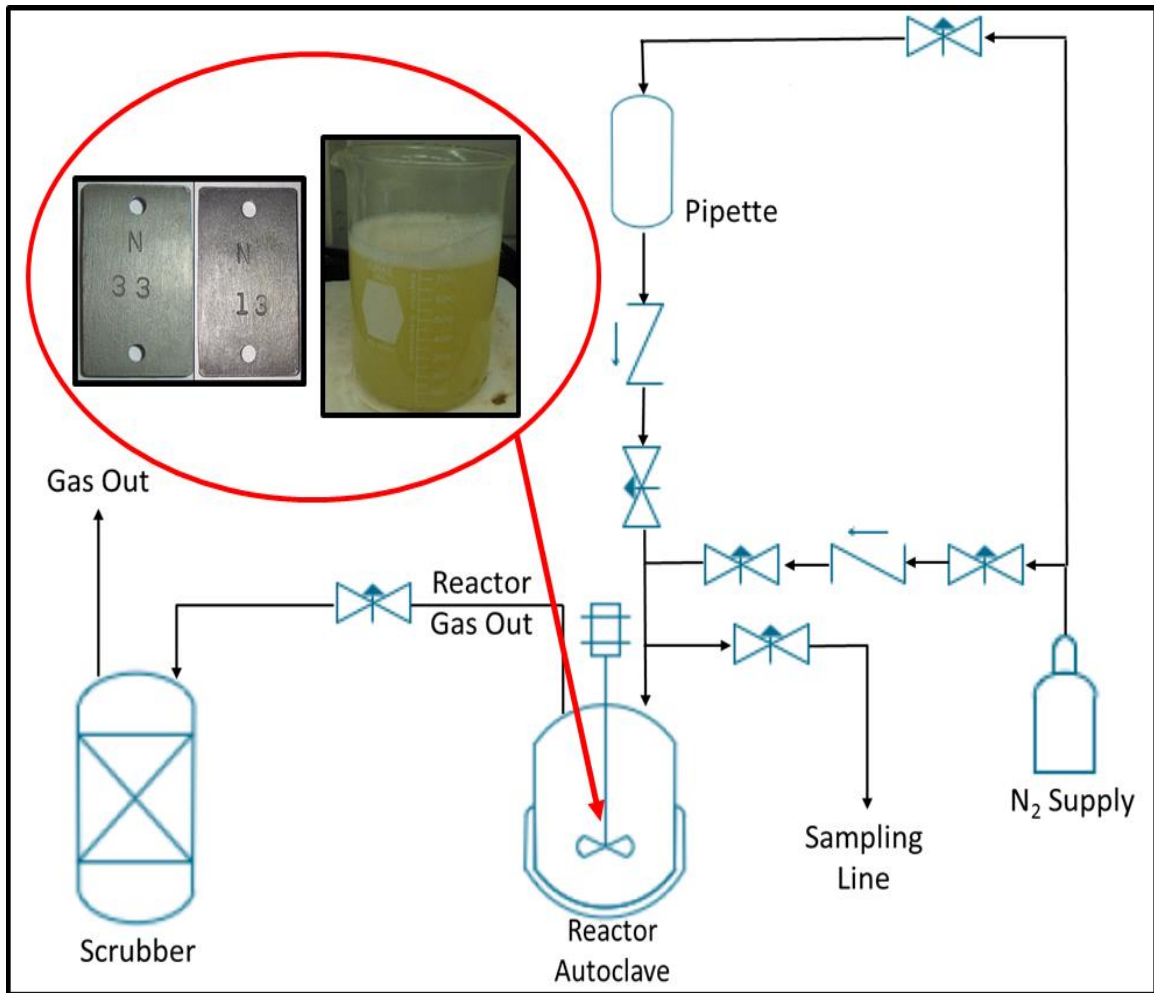 Pipette
N
33
N
13
Gas Out
Reactor
Gas Out
N₂ Supply
Sampling
Line
Reactor
Autoclave
Scrubber